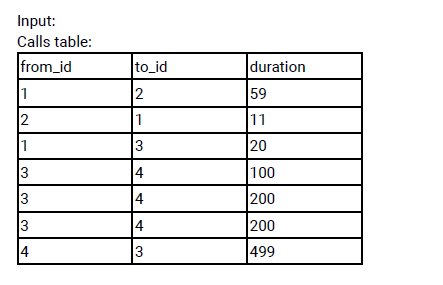 Input:
Calls table:
from_id to_id duration
1 2 59
2 1 11
1 3 20
3 4 100
3 4 200
3 4 200
4 3 499